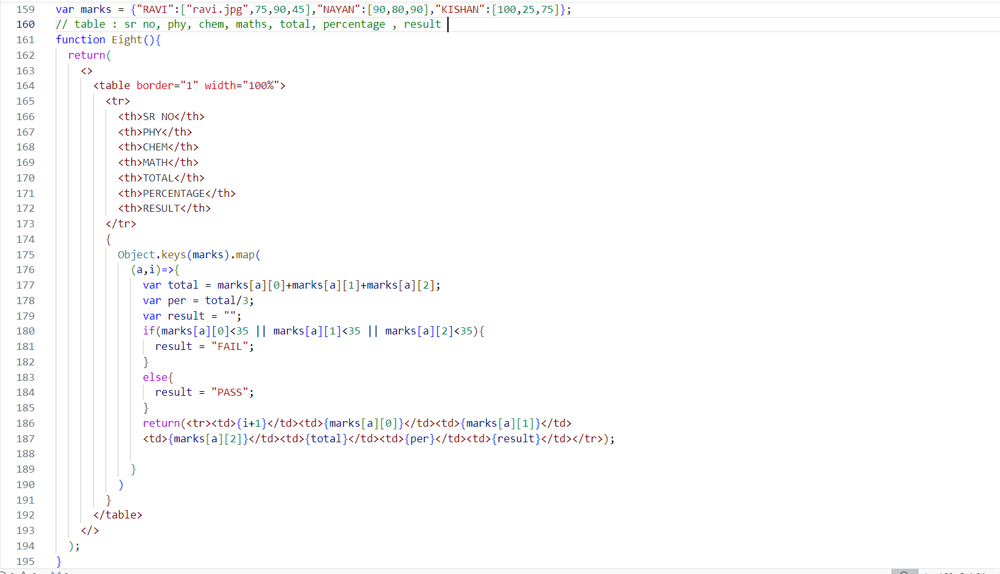 159 var marks = {"RAVI":["ravi.jpg",75,90,45],"NAYAN":[90,80,90],"KISHAN":[100,25,75]};
160 // table : sr no, phy, chem, maths, total, percentage , result
161 function Eight(){
162 return(
163 <>
164 <table border="1" width="100%">
165 <tr>
166 <th>SR NO</th>
167 <th>PHY</th>
168 <th>CHEM</th>
169 <th>MATH</th>
170 <th>TOTAL</th>
171 <th>PERCENTAGE</th>
172 <th>RESULT</th>
173 </tr>
174 {
175 Object.keys(marks).map(
176 (a,i)=>{
177 var total = marks[a][0]+marks[a][1]+marks[a][2];
178 var per = total/3;
179 var result = "";
180 if(marks[a][0]<35 || marks[a][1]<35 || marks[a][2]<35){
181 result = "FAIL";
182 }
183 else{
184 result = "PASS";
185 }
186 return(<tr><td>{i+1}</td><td>{marks[a][0]}</td><td>{marks[a][1]}</td>
187 <td>{marks[a][2]}</td><td>{total}</td><td>{per}</td><td>{result}</td></tr>);
188
189 }
190 )
191 }
192 </table>
193 </>
194 );
195 }